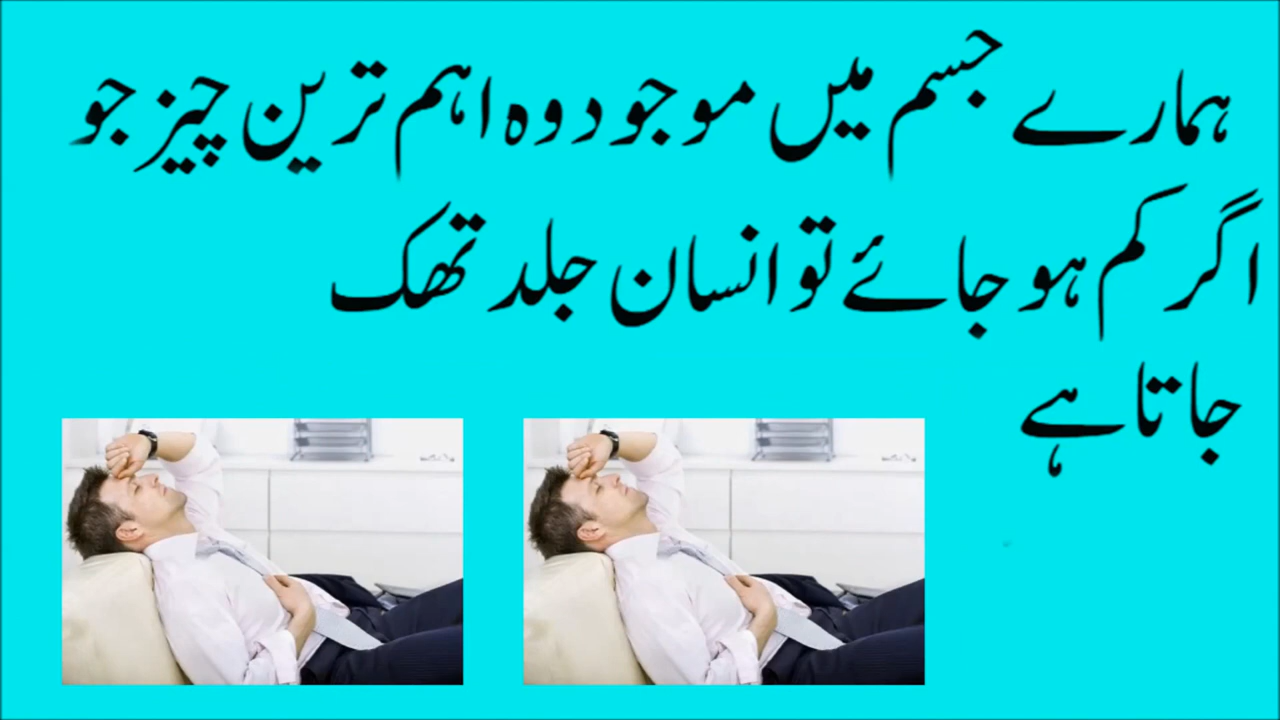 ہمارے جسم میں موجود وہ اہم ترین چیز جو
اگر کم ہو جائے تو انسان جلد تھک
جاتا ہے